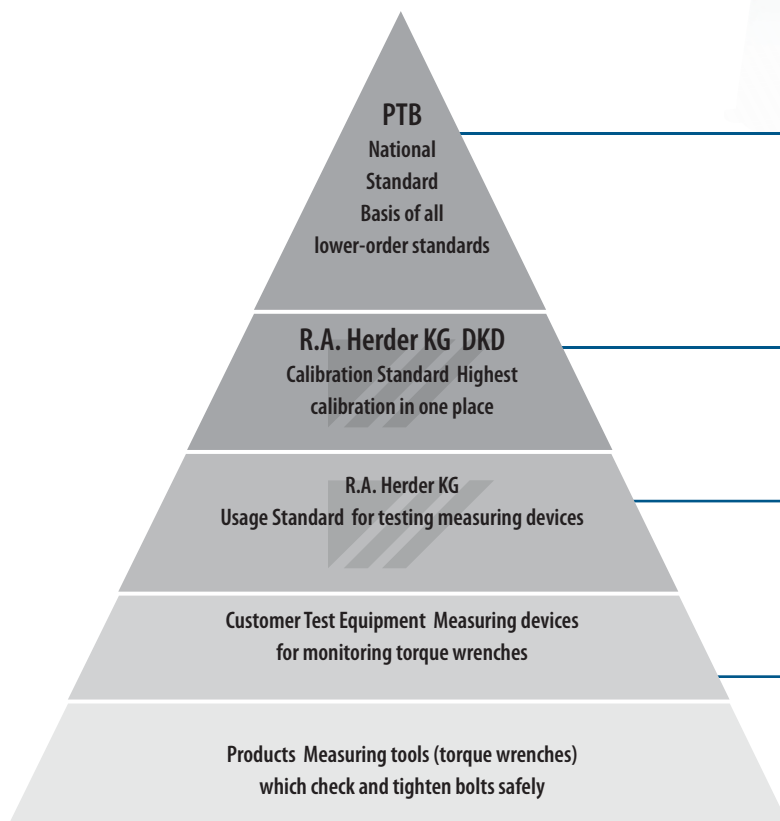 PTB
National
Standard
Basis of all
lower-order standards
R.A. Herder KG DKD
Calibration Standard Highest
calibration in one place
R.A. Herder KG
Usage Standard for testing measuring devices
Customer Test Equipment Measuring devices
for monitoring torque wrenches
Products Measuring tools (torque wrenches)
which check and tighten bolts safely